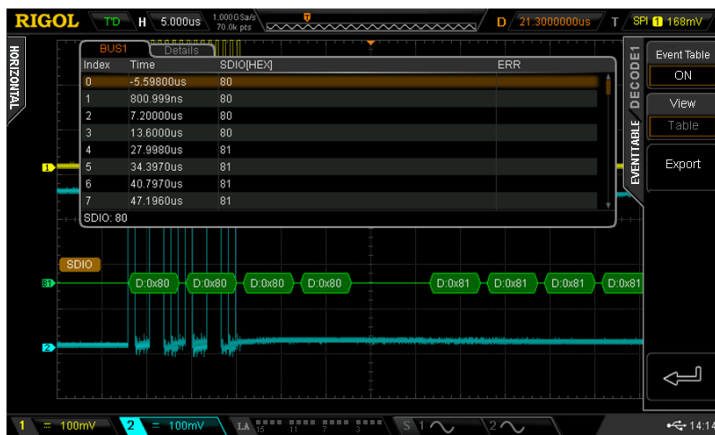 RIGOL T'D H 5.000us 1.000GSa/s 70.0k pts D 21.3000000us T SPI 1 168mV
HORIZONTAL
BUS1 Details
Index Time SDIO[HEX] ERR
0 -5.59800us 80
1 800.999ns 80
2 7.20000us 80
3 13.6000us 80
4 27.9980us 81
5 34.3970us 81
6 40.7970us 81
7 47.1960us 81
SDIO: 80
DECODE1
EVENTTABLE
Event Table
ON
View
Table
Export
1
SDIO
B1 D:0x80 D:0x80 D:0x80 D:0x80 D:0x81 D:0x81 D:0x81 D:0x81
2
1 = 100mV 2 = 100mV LA 15 11 7 3 S 1 2 14:14